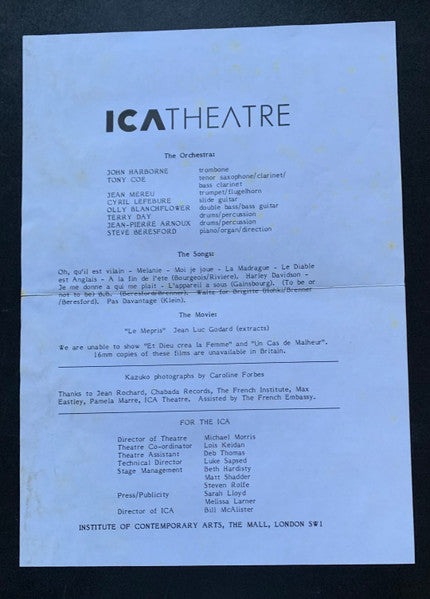 ICATHEATRE
The Orchestra:
JOHN HARBORNE trombone
TONY COE tenor saxophone/clarinet/
bass clarinet
JEAN MEREU trumpet/flugelhorn
CYRIL LEFEBURE slide guitar
OLLY BLANCHFLOWER double bass/bass guitar
TERRY DAY drums/percussion
JEAN-PIERRE ARNOUX drums/percussion
STEVE BERESFORD piano/organ/direction
The Songs:
Oh, qu'il est vilain - Melanie - Moi je joue - La Madrague - Le Diable
est Anglais - A la fin de l'ete (Bourgeois/Riviere). Harley Davidson -
Je me donne a qui me plait - L'appareil a sous (Gainsbourg). (To be or
not to be) B.B. (Beresford/Brenner). Waltz for Brigitte /Brenner
/Beresford). Pas Davantage (Klein).
The Movies
"Le Mepris" Jean Luc Godard (extracts)
We are unable to show "Et Dieu crea la Femme" and "Un Cas de Malheur".
16mm copies of these films are unavailable in Britain.
Kazuko photographs by Caroline Forbes
Thanks to Jean Rochard, Chabada Records, The French Institute, Max
Eastley, Pamela Marre, ICA Theatre. Assisted by The French Embassy.
FOR THE ICA
Director of Theatre Michael Morris
Theatre Co-ordinator Lois Keidan
Theatre Assistant Deb Thomas
Technical Director Luke Sapsed
Stage Management Beth Hardisty
Matt Shadder
Steven Rolfe
Press/Publicity Sarah Lloyd
Melissa Larner
Director of ICA Bill McAlister
INSTITUTE OF CONTEMPORARY ARTS, THE MALL, LONDON SW1